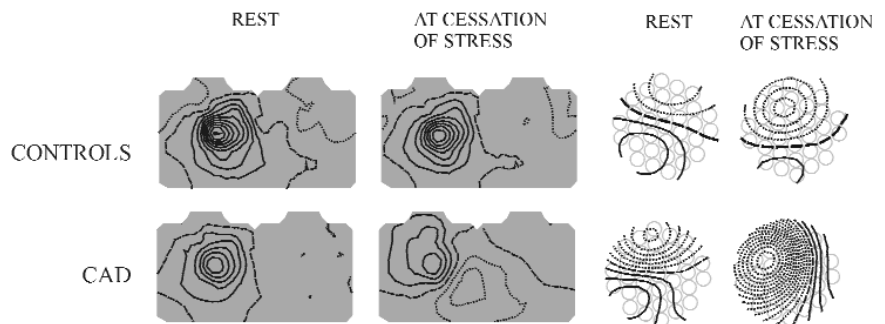 REST
AT CESSATION
OF STRESS
REST
AT CESSATION
OF STRESS
CONTROLS
CAD